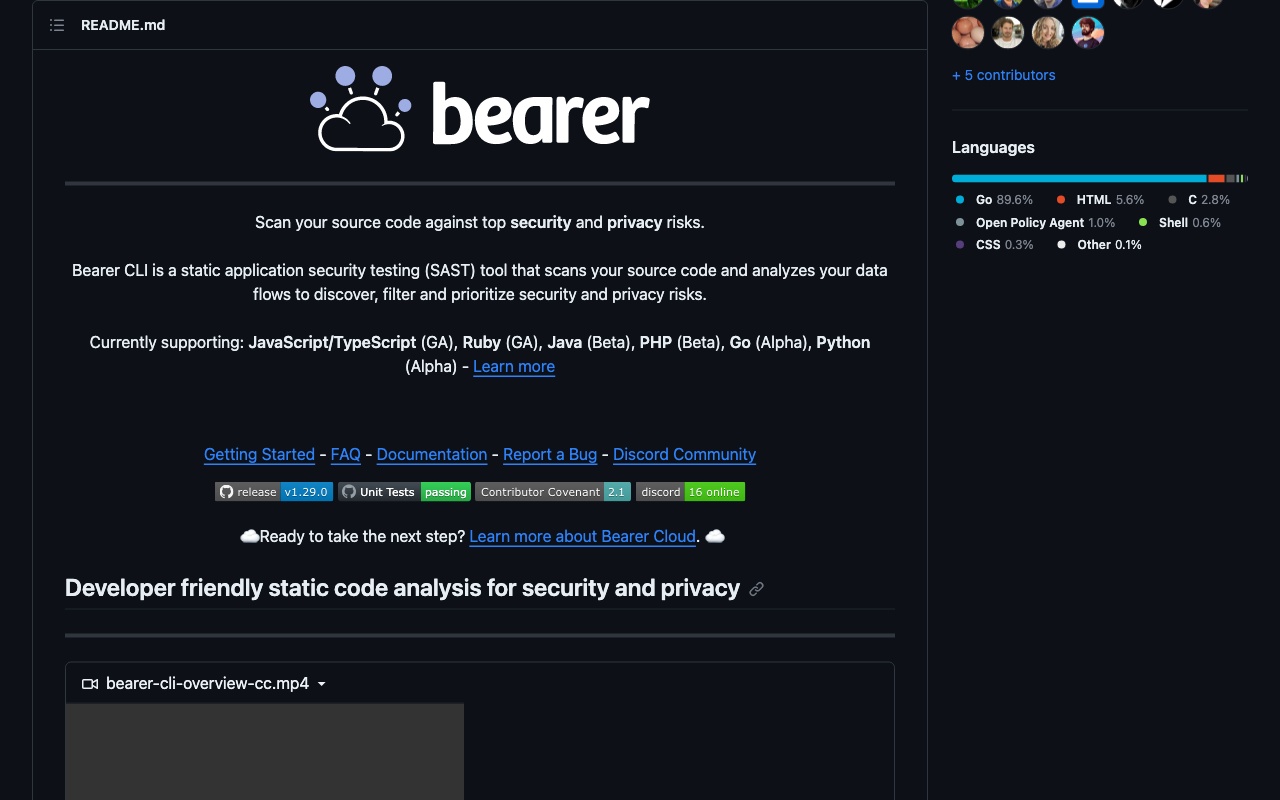 README.md
bearer
Scan your source code against top security and privacy risks.
Bearer CLI is a static application security testing (SAST) tool that scans your source code and analyzes your data
flows to discover, filter and prioritize security and privacy risks.
Currently supporting: JavaScript/TypeScript (GA), Ruby (GA), Java (Beta), PHP (Beta), Go (Alpha), Python
(Alpha) - Learn more
Getting Started - FAQ - Documentation - Report a Bug - Discord Community
release v1.29.0 Unit Tests passing Contributor Covenant 2.1 discord 16 online
☁️Ready to take the next step? Learn more about Bearer Cloud. ☁️
Developer friendly static code analysis for security and privacy
bearer-cli-overview-cc.mp4
+ 5 contributors
Languages
Go 89.6% HTML 5.6% C 2.8%
Open Policy Agent 1.0% Shell 0.6%
CSS 0.3% Other 0.1%